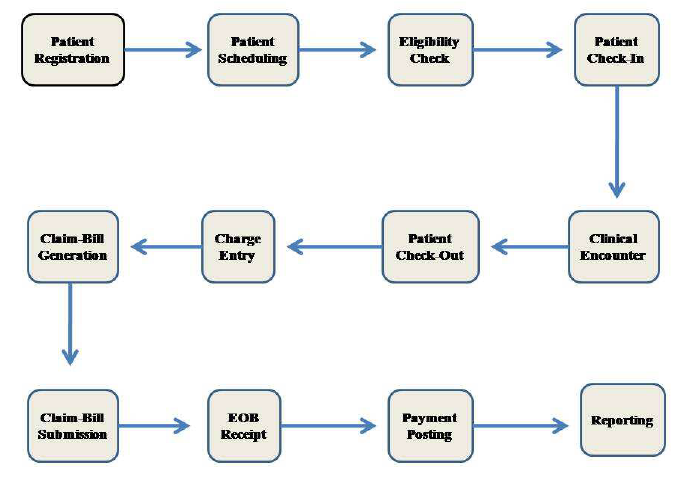 Patient
Registration
Patient
Scheduling
Eligibility
Check
Patient
Check-In
Clinical
Encounter
Patient
Check-Out
Charge
Entry
Claim-Bill
Generation
Claim-Bill
Submission
EOB
Receipt
Payment
Posting
Reporting